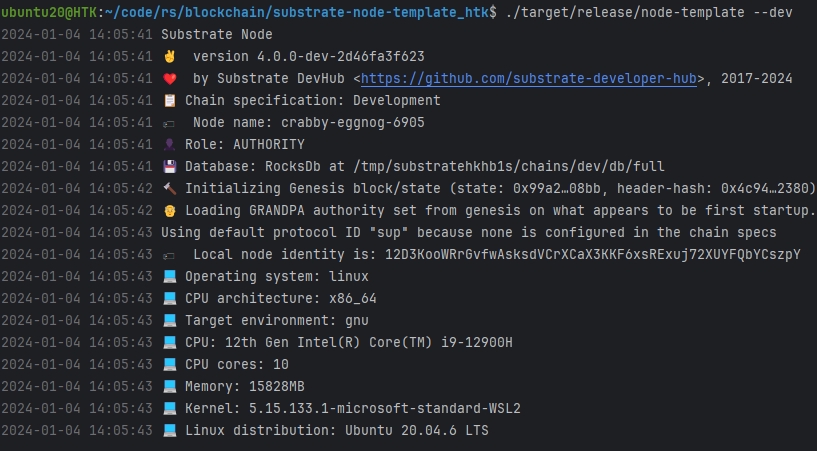 ubuntu20@HTK:~/code/rs/blockchain/substrate-node-template_htk$ ./target/release/node-template --dev
2024-01-04 14:05:41 Substrate Node
2024-01-04 14:05:41 ✌️ version 4.0.0-dev-2d46fa3f623
2024-01-04 14:05:41 ❤️ by Substrate DevHub <https://github.com/substrate-developer-hub>, 2017-2024
2024-01-04 14:05:41 📋 Chain specification: Development
2024-01-04 14:05:41 🏷 Node name: crabby-eggnog-6905
2024-01-04 14:05:41 👤 Role: AUTHORITY
2024-01-04 14:05:41 💾 Database: RocksDb at /tmp/substratehkhb1s/chains/dev/db/full
2024-01-04 14:05:42 🔨 Initializing Genesis block/state (state: 0x99a2…08bb, header-hash: 0x4c94…2380)
2024-01-04 14:05:42 👴 Loading GRANDPA authority set from genesis on what appears to be first startup.
2024-01-04 14:05:43 Using default protocol ID "sup" because none is configured in the chain specs
2024-01-04 14:05:43 🏷 Local node identity is: 12D3KooWRrGvfwAsksdVCrXCaX3KKF6xsRExuj72XUYFQbYCszpY
2024-01-04 14:05:43 💻 Operating system: linux
2024-01-04 14:05:43 💻 CPU architecture: x86_64
2024-01-04 14:05:43 💻 Target environment: gnu
2024-01-04 14:05:43 💻 CPU: 12th Gen Intel(R) Core(TM) i9-12900H
2024-01-04 14:05:43 💻 CPU cores: 10
2024-01-04 14:05:43 💻 Memory: 15828MB
2024-01-04 14:05:43 💻 Kernel: 5.15.133.1-microsoft-standard-WSL2
2024-01-04 14:05:43 💻 Linux distribution: Ubuntu 20.04.6 LTS